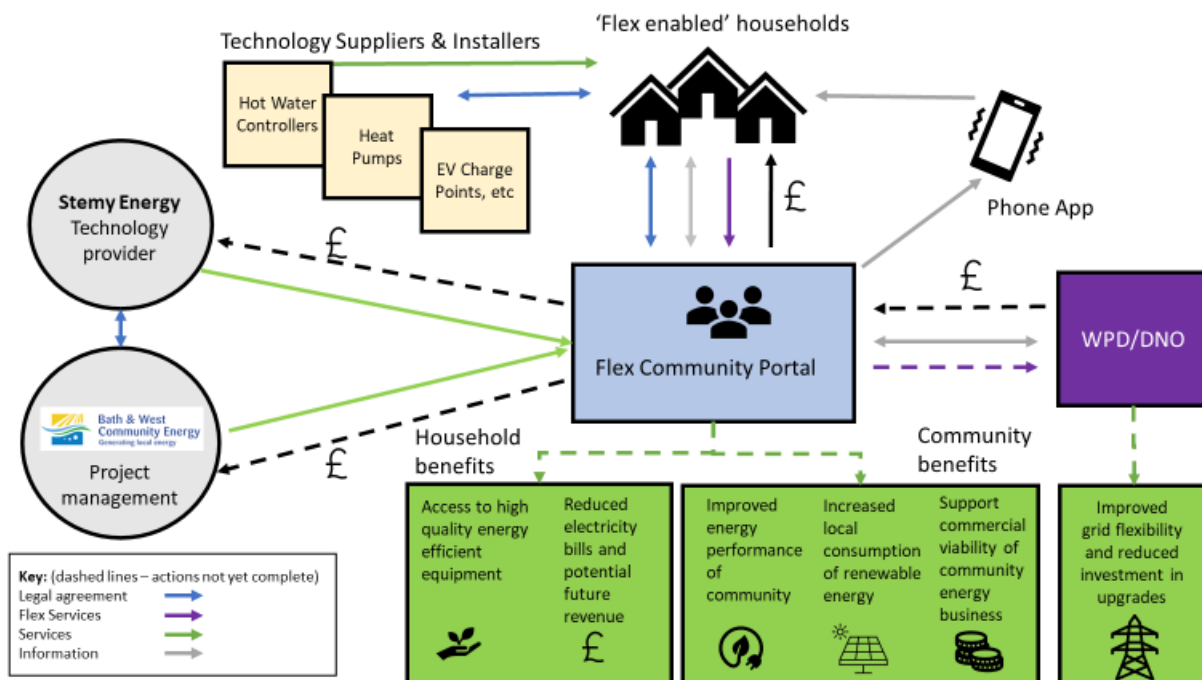 'Flex enabled' households
Technology Suppliers & Installers
Hot Water
Controllers
Heat
Pumps
EV Charge
Points, etc
Phone App
Stemy Energy
Technology
provider
£
£
£
WPD/DNO
Flex Community Portal
Bath & West
Community Energy
Generating local energy
Project
management
£
Household
benefits
Community
benefits
Access to high
quality energy
efficient
equipment
Reduced
electricity
bills and
potential
future
revenue
£
Improved
energy
performance
of
community
Increased
local
consumption
of renewable
energy
Support
commercial
viability of
community
energy
business
Improved
grid flexibility
and reduced
investment in
upgrades
Key: (dashed lines – actions not yet complete)
Legal agreement
Flex Services
Services
Information